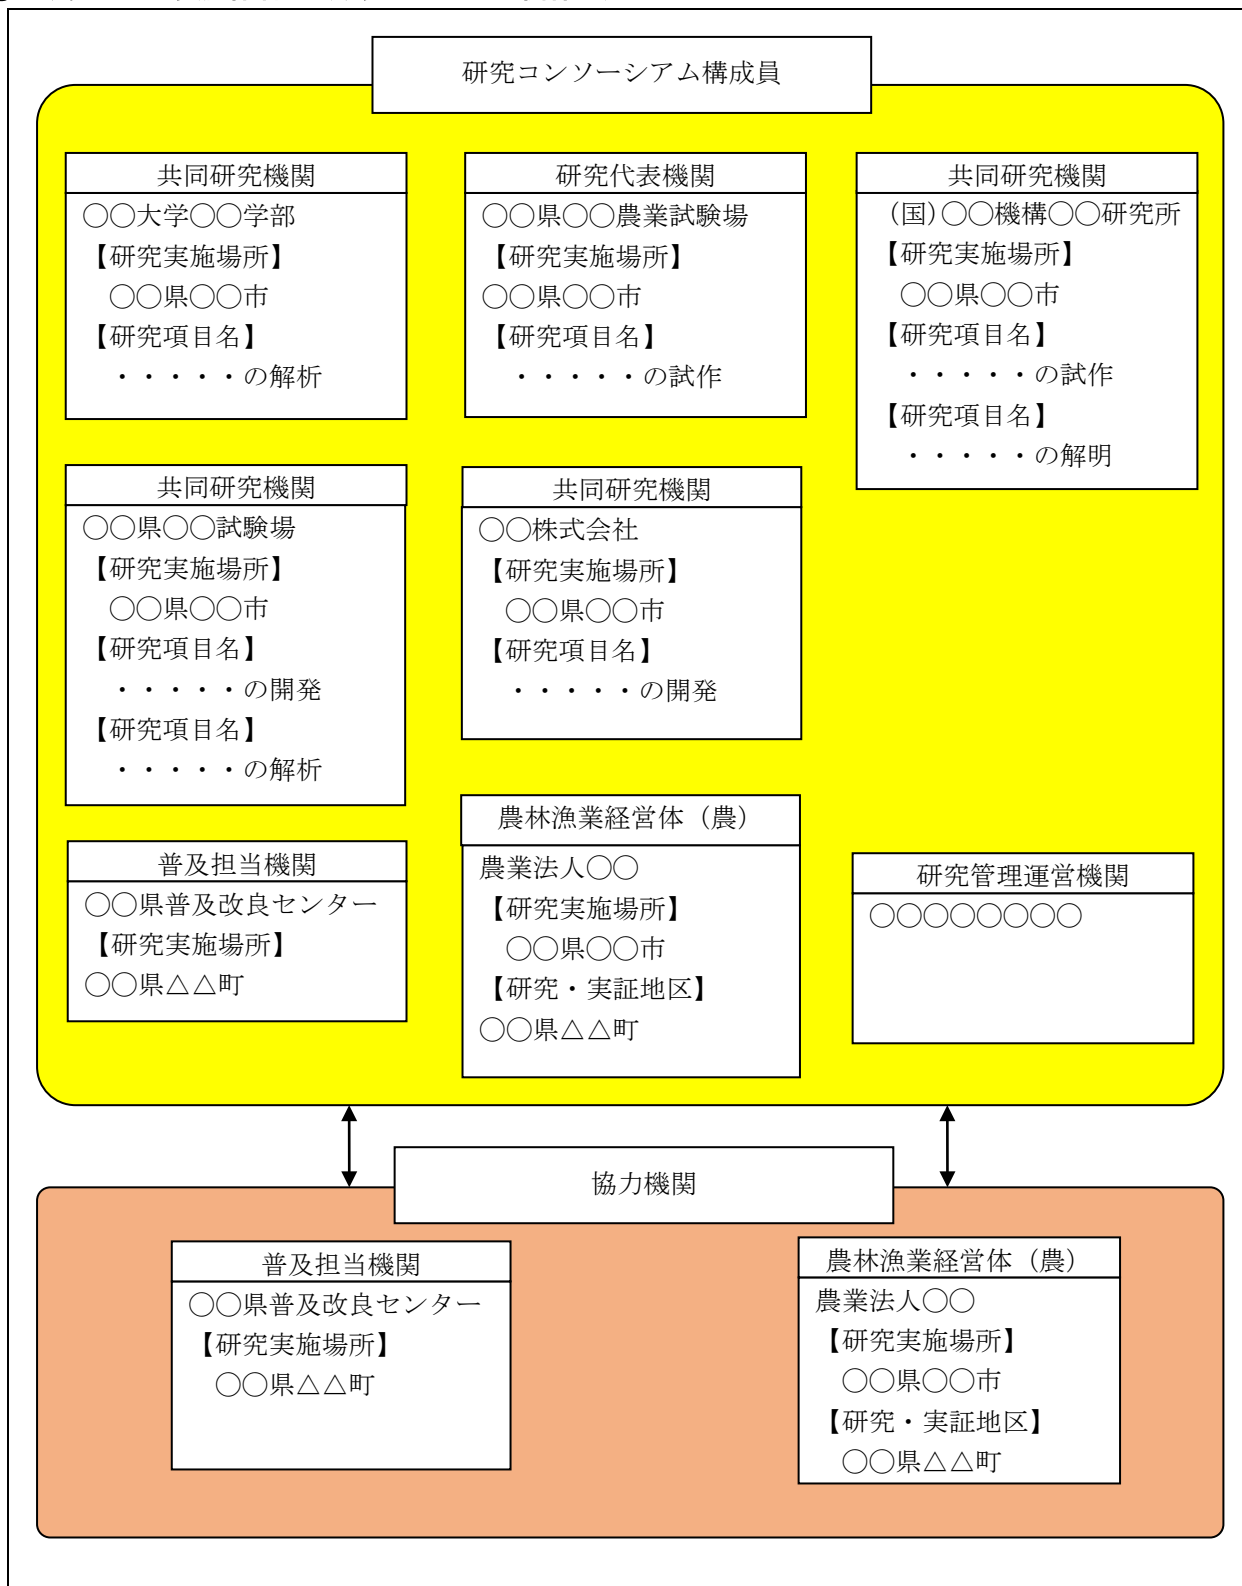 研究コンソーシアム構成員
共同研究機関
○○大学○○学部
【研究実施場所】
○○県○○市
【研究項目名】
・・・・・の解析
研究代表機関
○○県○○農業試験場
【研究実施場所】
○○県○○市
【研究項目名】
・・・・・の試作
共同研究機関
(国)○○機構○○研究所
【研究実施場所】
○○県○○市
【研究項目名】
・・・・・の試作
【研究項目名】
・・・・・の解明
共同研究機関
○○県○○試験場
【研究実施場所】
○○県○○市
【研究項目名】
・・・・・の開発
【研究項目名】
・・・・・の解析
共同研究機関
○○株式会社
【研究実施場所】
○○県○○市
【研究項目名】
・・・・・の開発
普及担当機関
○○県普及改良センター
【研究実施場所】
○○県△△町
農林漁業経営体（農）
農業法人○○
【研究実施場所】
○○県○○市
【研究・実証地区】
○○県△△町
研究管理運営機関
○○○○○○○○
協力機関
普及担当機関
○○県普及改良センター
【研究実施場所】
○○県△△町
農林漁業経営体（農）
農業法人○○
【研究実施場所】
○○県○○市
【研究・実証地区】
○○県△△町